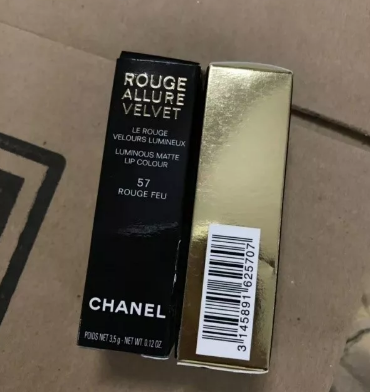 ROUGE
ALLURE
VELVET
LE ROUGE
VELOURS LUMINEUX
LUMINOUS MATTE
LIP COLOUR
57
ROUGE FEU
CHANEL
POIDS NET 3.5 g - NET WT 0.12 OZ.
3 145891 625707